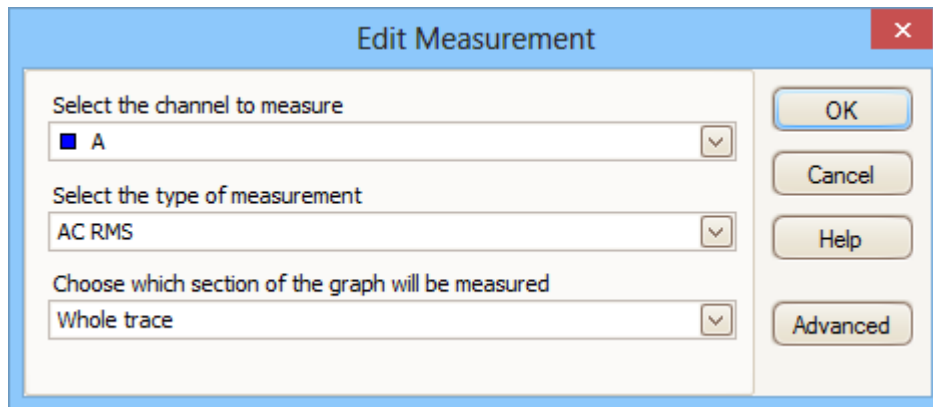 Edit Measurement
Select the channel to measure
A
Select the type of measurement
AC RMS
Choose which section of the graph will be measured
Whole trace
OK
Cancel
Help
Advanced